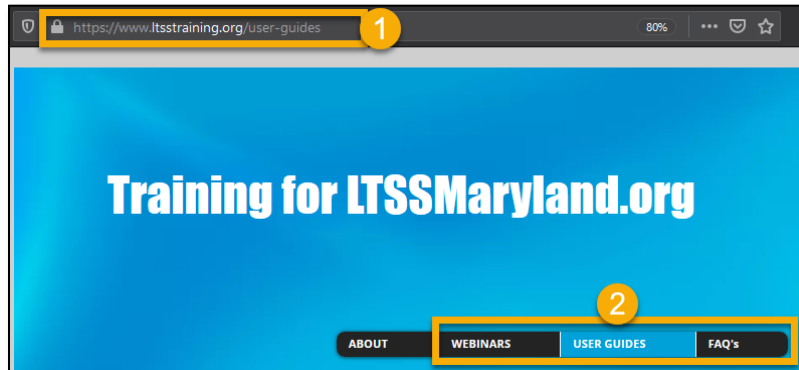 https://www.ltsstraining.org/user-guides 1 80%
Training for LTSSMaryland.org
2
ABOUT WEBINARS USER GUIDES FAQ's